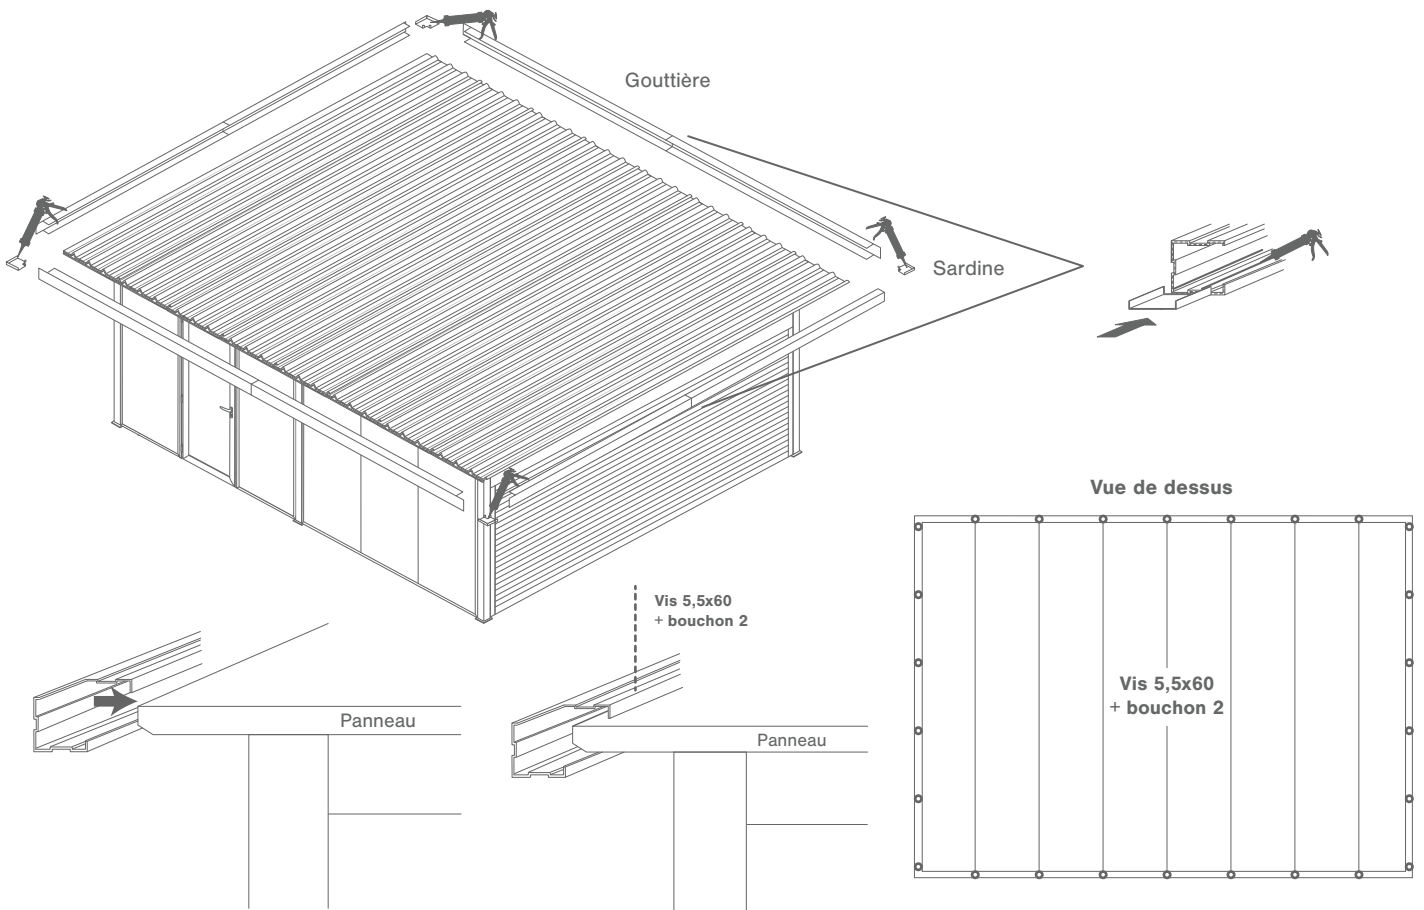 Gouttière
Sardine
Vue de dessus
Vis 5,5x60
+ bouchon 2
Vis 5,5x60
+ bouchon 2
Panneau
Panneau